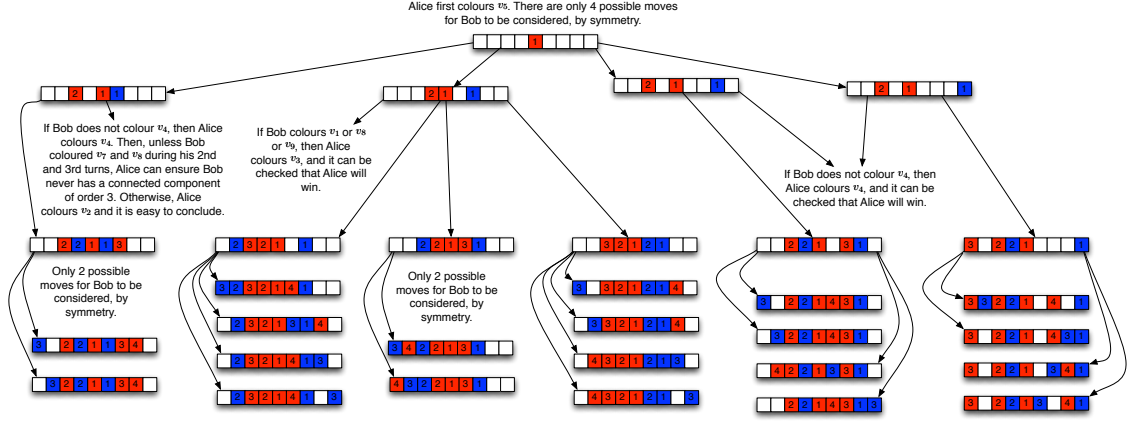 Alice first colours v₅. There are only 4 possible moves
for Bob to be considered, by symmetry.
1
2 1 1
2 1 1
2 1 1
2 1 1
If Bob does not colour v₄, then Alice
colours v₄. Then, unless Bob
coloured v₇ and v₈ during his 2nd
and 3rd turns, Alice can ensure Bob
never has a connected component
of order 3. Otherwise, Alice
colours v₂ and it is easy to conclude.
If Bob colours v₁ or v₈
or v₉, then Alice
colours v₃, and it can be
checked that Alice will
win.
If Bob does not colour v₄, then
Alice colours v₄, and it can be
checked that Alice will win.
2 2 1 1 3
2 3 2 1 1
2 2 1 3 1
3 2 1 2 1
2 2 1 3 1
3 2 2 1 1
Only 2 possible
moves for Bob to be
considered, by
symmetry.
3 2 2 1 1 3 4
3 2 2 1 1 3 4
3 2 3 2 1 4 1
2 3 2 1 3 1 4
2 3 2 1 4 1 3
2 3 2 1 4 1 3
Only 2 possible
moves for Bob to be
considered, by
symmetry.
3 4 2 2 1 3 1
4 3 2 2 1 3 1
3 3 2 1 2 1 4
3 3 2 1 2 1 4
4 3 2 1 2 1 3
4 3 2 1 2 1 3
3 2 2 1 4 3 1
3 2 2 1 4 3 1
4 2 2 1 3 3 1
2 2 1 4 3 1 3
3 3 2 2 1 4 1
3 2 2 1 4 3 1
3 2 2 1 3 4 1
3 2 2 1 3 4 1